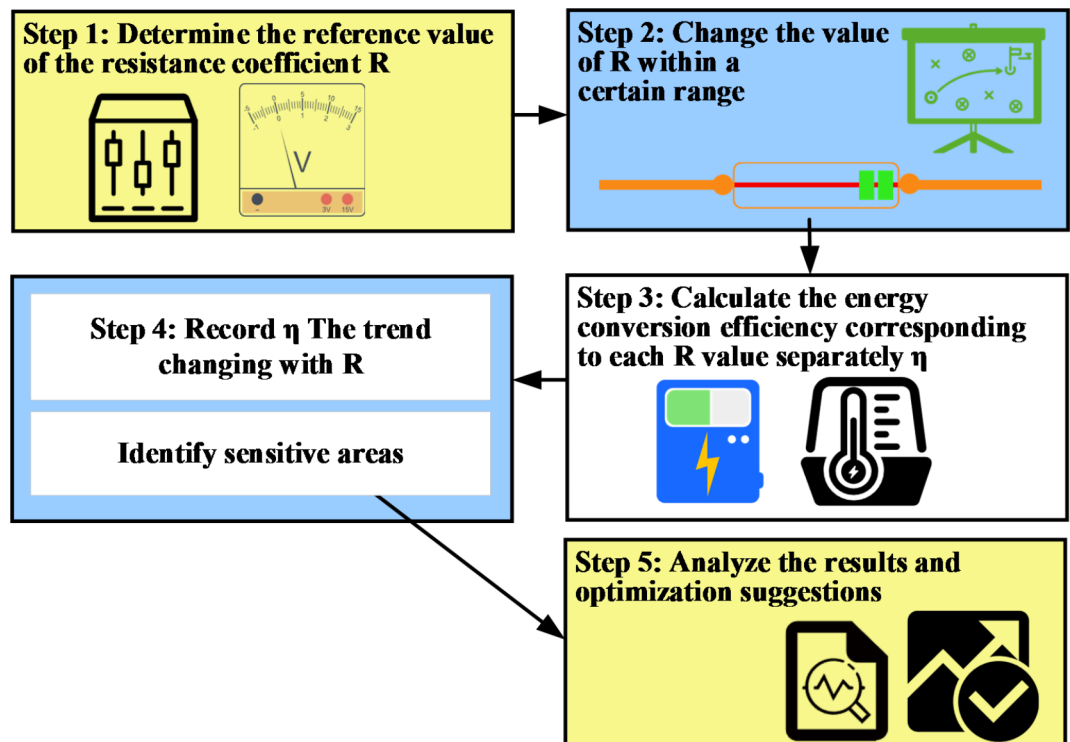 Step 1: Determine the reference value
of the resistance coefficient R
-5
0
5
10
15
-1
0
1
2
3
V
–
3V
15V
Step 2: Change the value
of R within a
certain range
Step 3: Calculate the energy
conversion efficiency corresponding
to each R value separately η
Step 4: Record η The trend
changing with R
Identify sensitive areas
Step 5: Analyze the results and
optimization suggestions